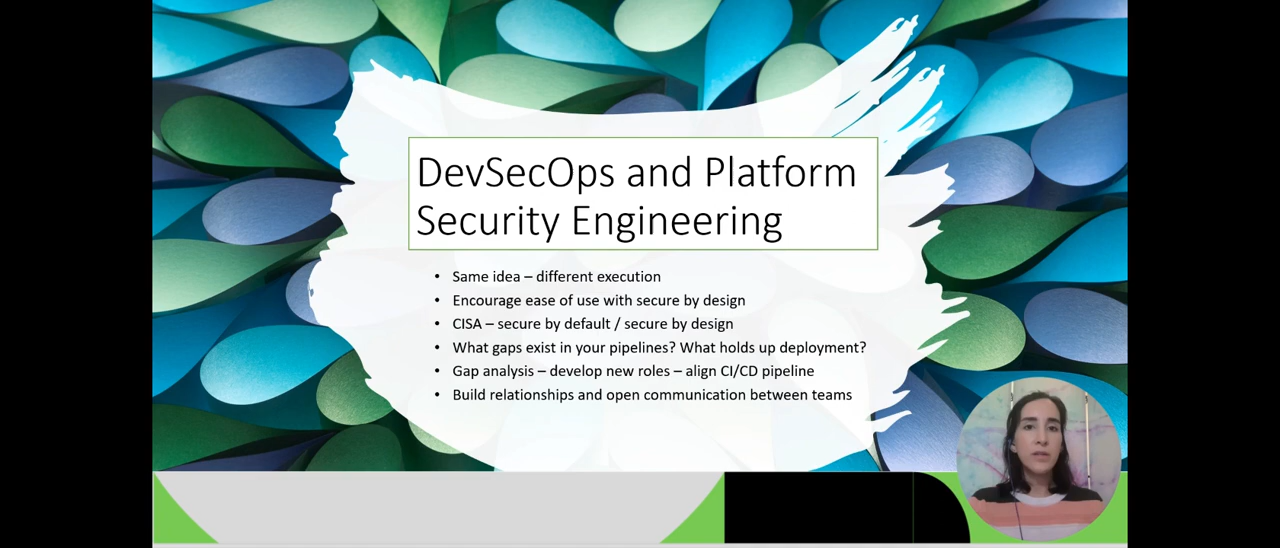 DevSecOps and Platform
Security Engineering
• Same idea – different execution
• Encourage ease of use with secure by design
• CISA – secure by default / secure by design
• What gaps exist in your pipelines? What holds up deployment?
• Gap analysis – develop new roles – align CI/CD pipeline
• Build relationships and open communication between teams